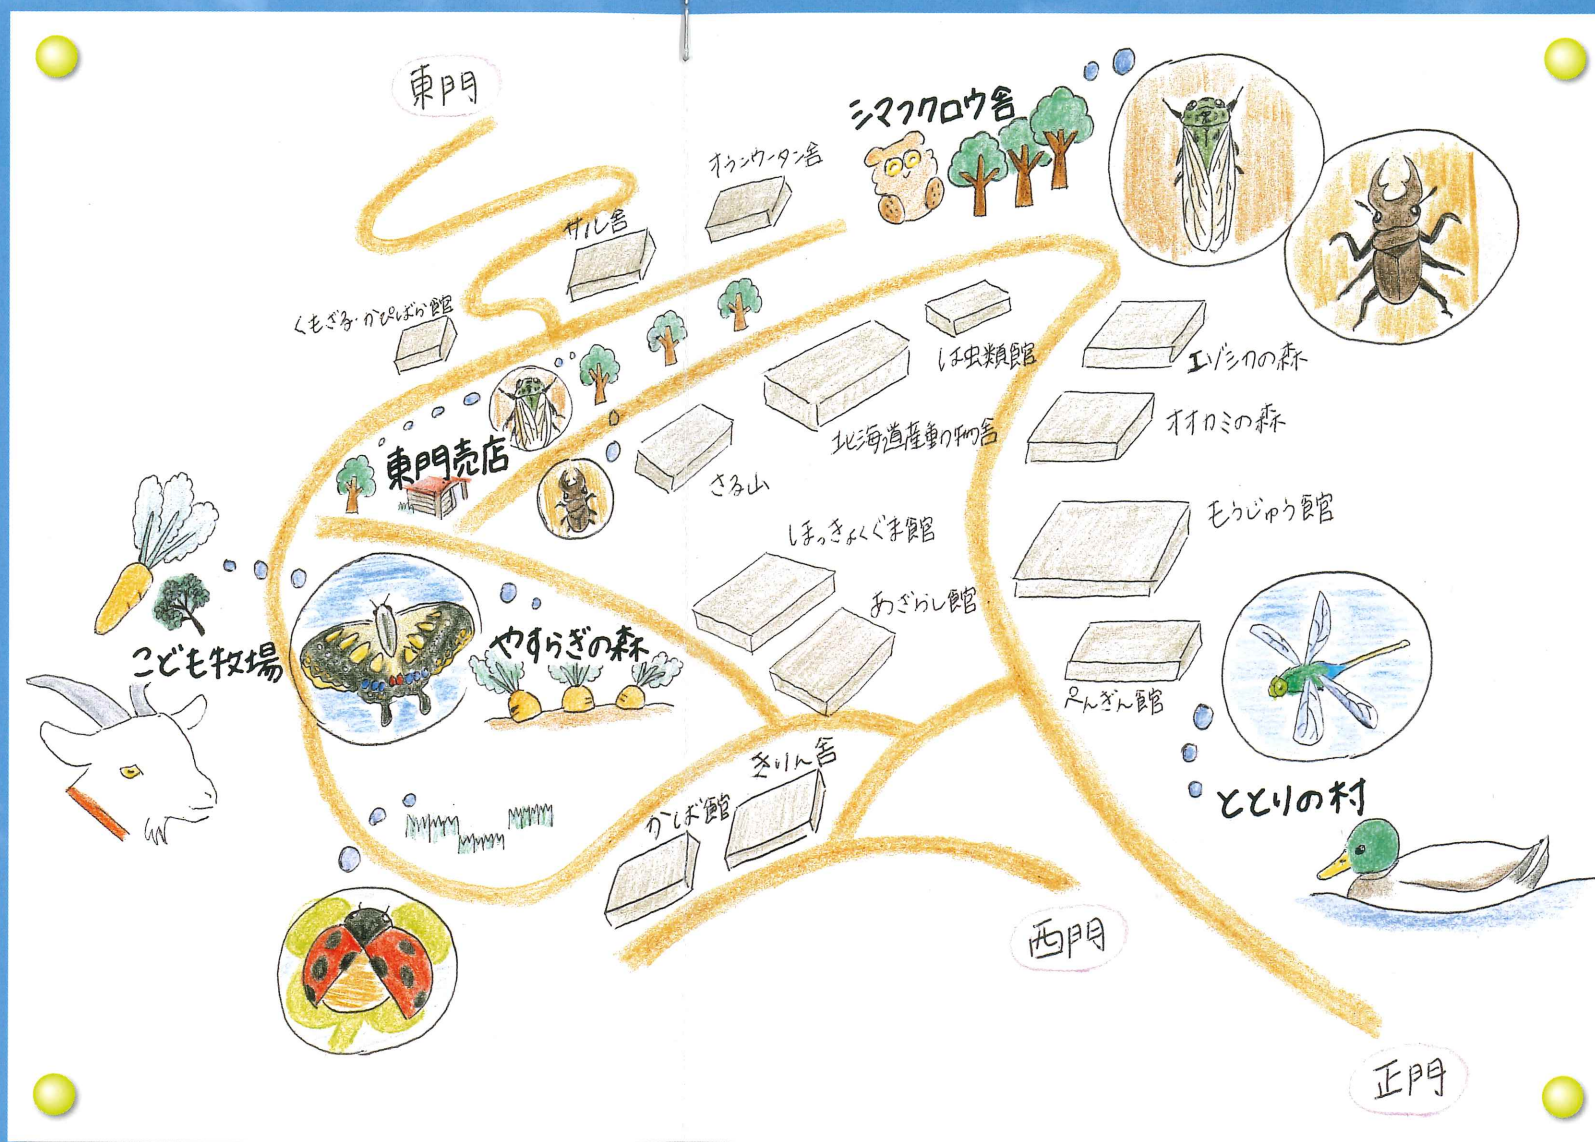 東門
シマフクロウ舎
オランウータン舎
サル舎
くもざる・かぴばら館
は虫類館
エゾシカの森
北海道産動物舎
オオカミの森
東門売店
さる山
もうじゅう館
ほっきょくぐま館
あざらし館
こども牧場
やすらぎの森
ぺんぎん館
きりん舎
かば館
ととりの村
西門
正門